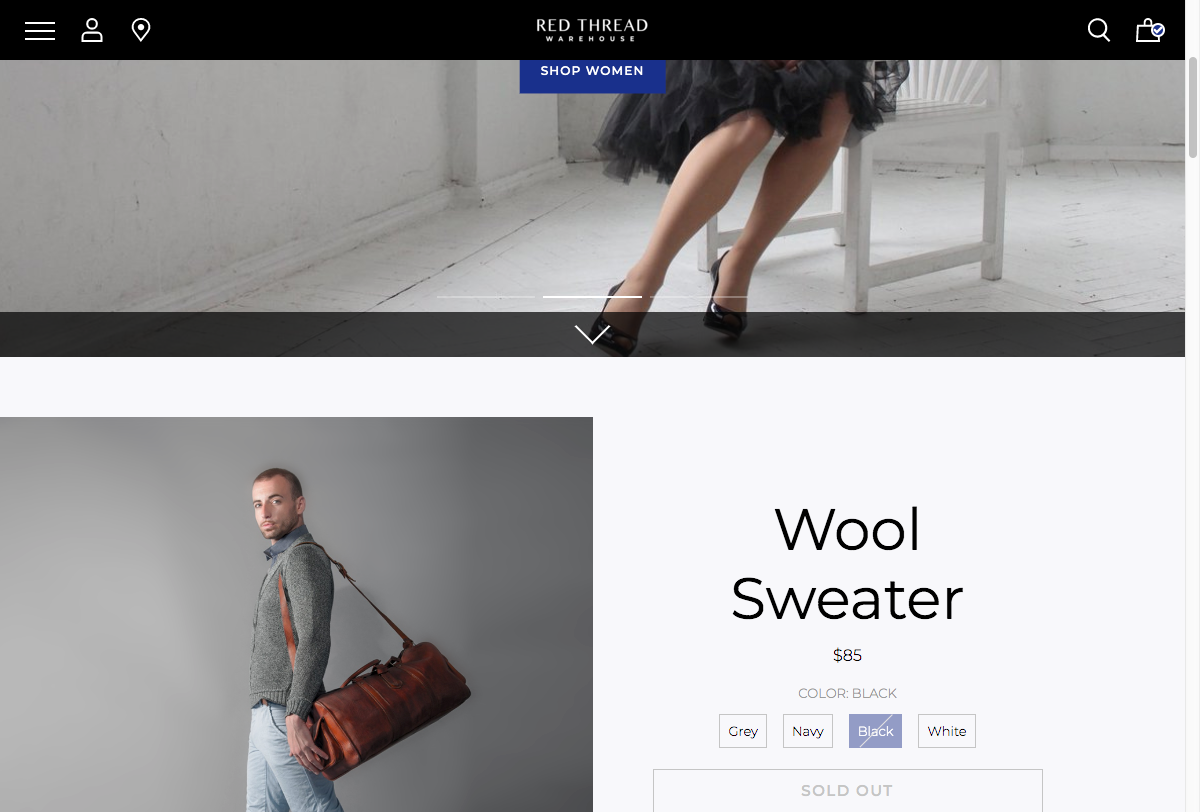 RED THREAD
WAREHOUSE
SHOP WOMEN
Wool
Sweater
$85
COLOR: BLACK
Grey
Navy
Black
White
SOLD OUT